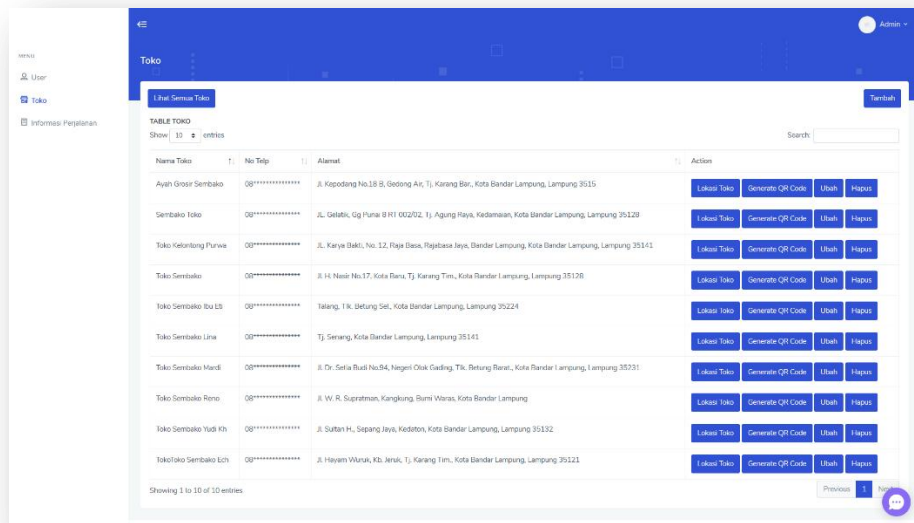 Admin
MENU
User
Toko
Informasi Perjalanan
Toko
Lihat Semua Toko
Tambah
TABLE TOKO
Show 10 entries
Search:
Nama Toko No Telp Alamat Action
Ayah Grosir Sembako 08*************** Jl. Kepodang No.18 B, Gedong Air, Tj. Karang Bar., Kota Bandar Lampung, Lampung 3515 Lokasi Toko Generate QR Code Ubah Hapus
Sembako Toko 08*************** JL. Gelatik, Gg Punai 8 RT 002/02, Tj. Agung Raya, Kedamaian, Kota Bandar Lampung, Lampung 35128 Lokasi Toko Generate QR Code Ubah Hapus
Toko Kelontong Purwa 08*************** JL. Karya Bakti, No. 12, Raja Basa, Rajabasa Jaya, Bandar Lampung, Kota Bandar Lampung, Lampung 35141 Lokasi Toko Generate QR Code Ubah Hapus
Toko Sembako 08*************** Jl. H. Nasir No.17, Kota Baru, Tj. Karang Tim., Kota Bandar Lampung, Lampung 35128 Lokasi Toko Generate QR Code Ubah Hapus
Toko Sembako Ibu Eti 08*************** Talang, Tlk. Betung Sel., Kota Bandar Lampung, Lampung 35224 Lokasi Toko Generate QR Code Ubah Hapus
Toko Sembako Lina 08*************** Tj. Senang, Kota Bandar Lampung, Lampung 35141 Lokasi Toko Generate QR Code Ubah Hapus
Toko Sembako Mardi 08*************** Jl. Dr. Setia Budi No.94, Negeri Olok Gading, Tlk. Betung Barat., Kota Bandar Lampung, Lampung 35231 Lokasi Toko Generate QR Code Ubah Hapus
Toko Sembako Reno 08*************** Jl. W. R. Supratman, Kangkung, Bumi Waras, Kota Bandar Lampung Lokasi Toko Generate QR Code Ubah Hapus
Toko Sembako Yudi Kh 08*************** Jl. Sultan H., Sepang Jaya, Kedaton, Kota Bandar Lampung, Lampung 35132 Lokasi Toko Generate QR Code Ubah Hapus
TokoToko Sembako Ech 08*************** Jl. Hayam Wuruk, Kb. Jeruk, Tj. Karang Tim., Kota Bandar Lampung, Lampung 35121 Lokasi Toko Generate QR Code Ubah Hapus
Showing 1 to 10 of 10 entries
Previous 1